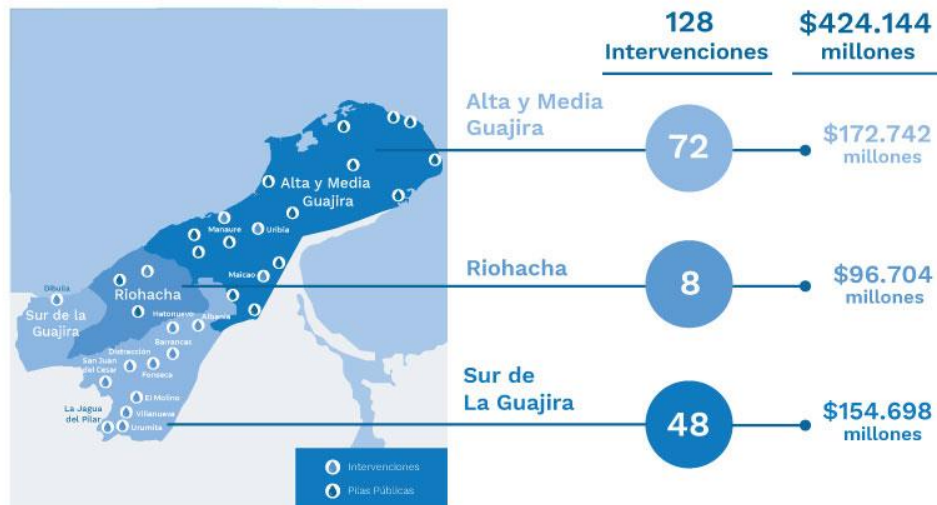 128
Intervenciones
$424.144
millones
Alta y Media
Guajira
72
$172.742
millones
Riohacha
8
$96.704
millones
Sur de
La Guajira
48
$154.698
millones
Alta y Media
Guajira
Manaure
Uribia
Maicao
Riohacha
Dibulla
Sur de la
Guajira
Hatonuevo
Albania
Barrancas
Distracción
San Juan
del Cesar
Fonseca
El Molino
La Jagua
del Pilar
Villanueva
Urumita
Intervenciones
Pilas Públicas